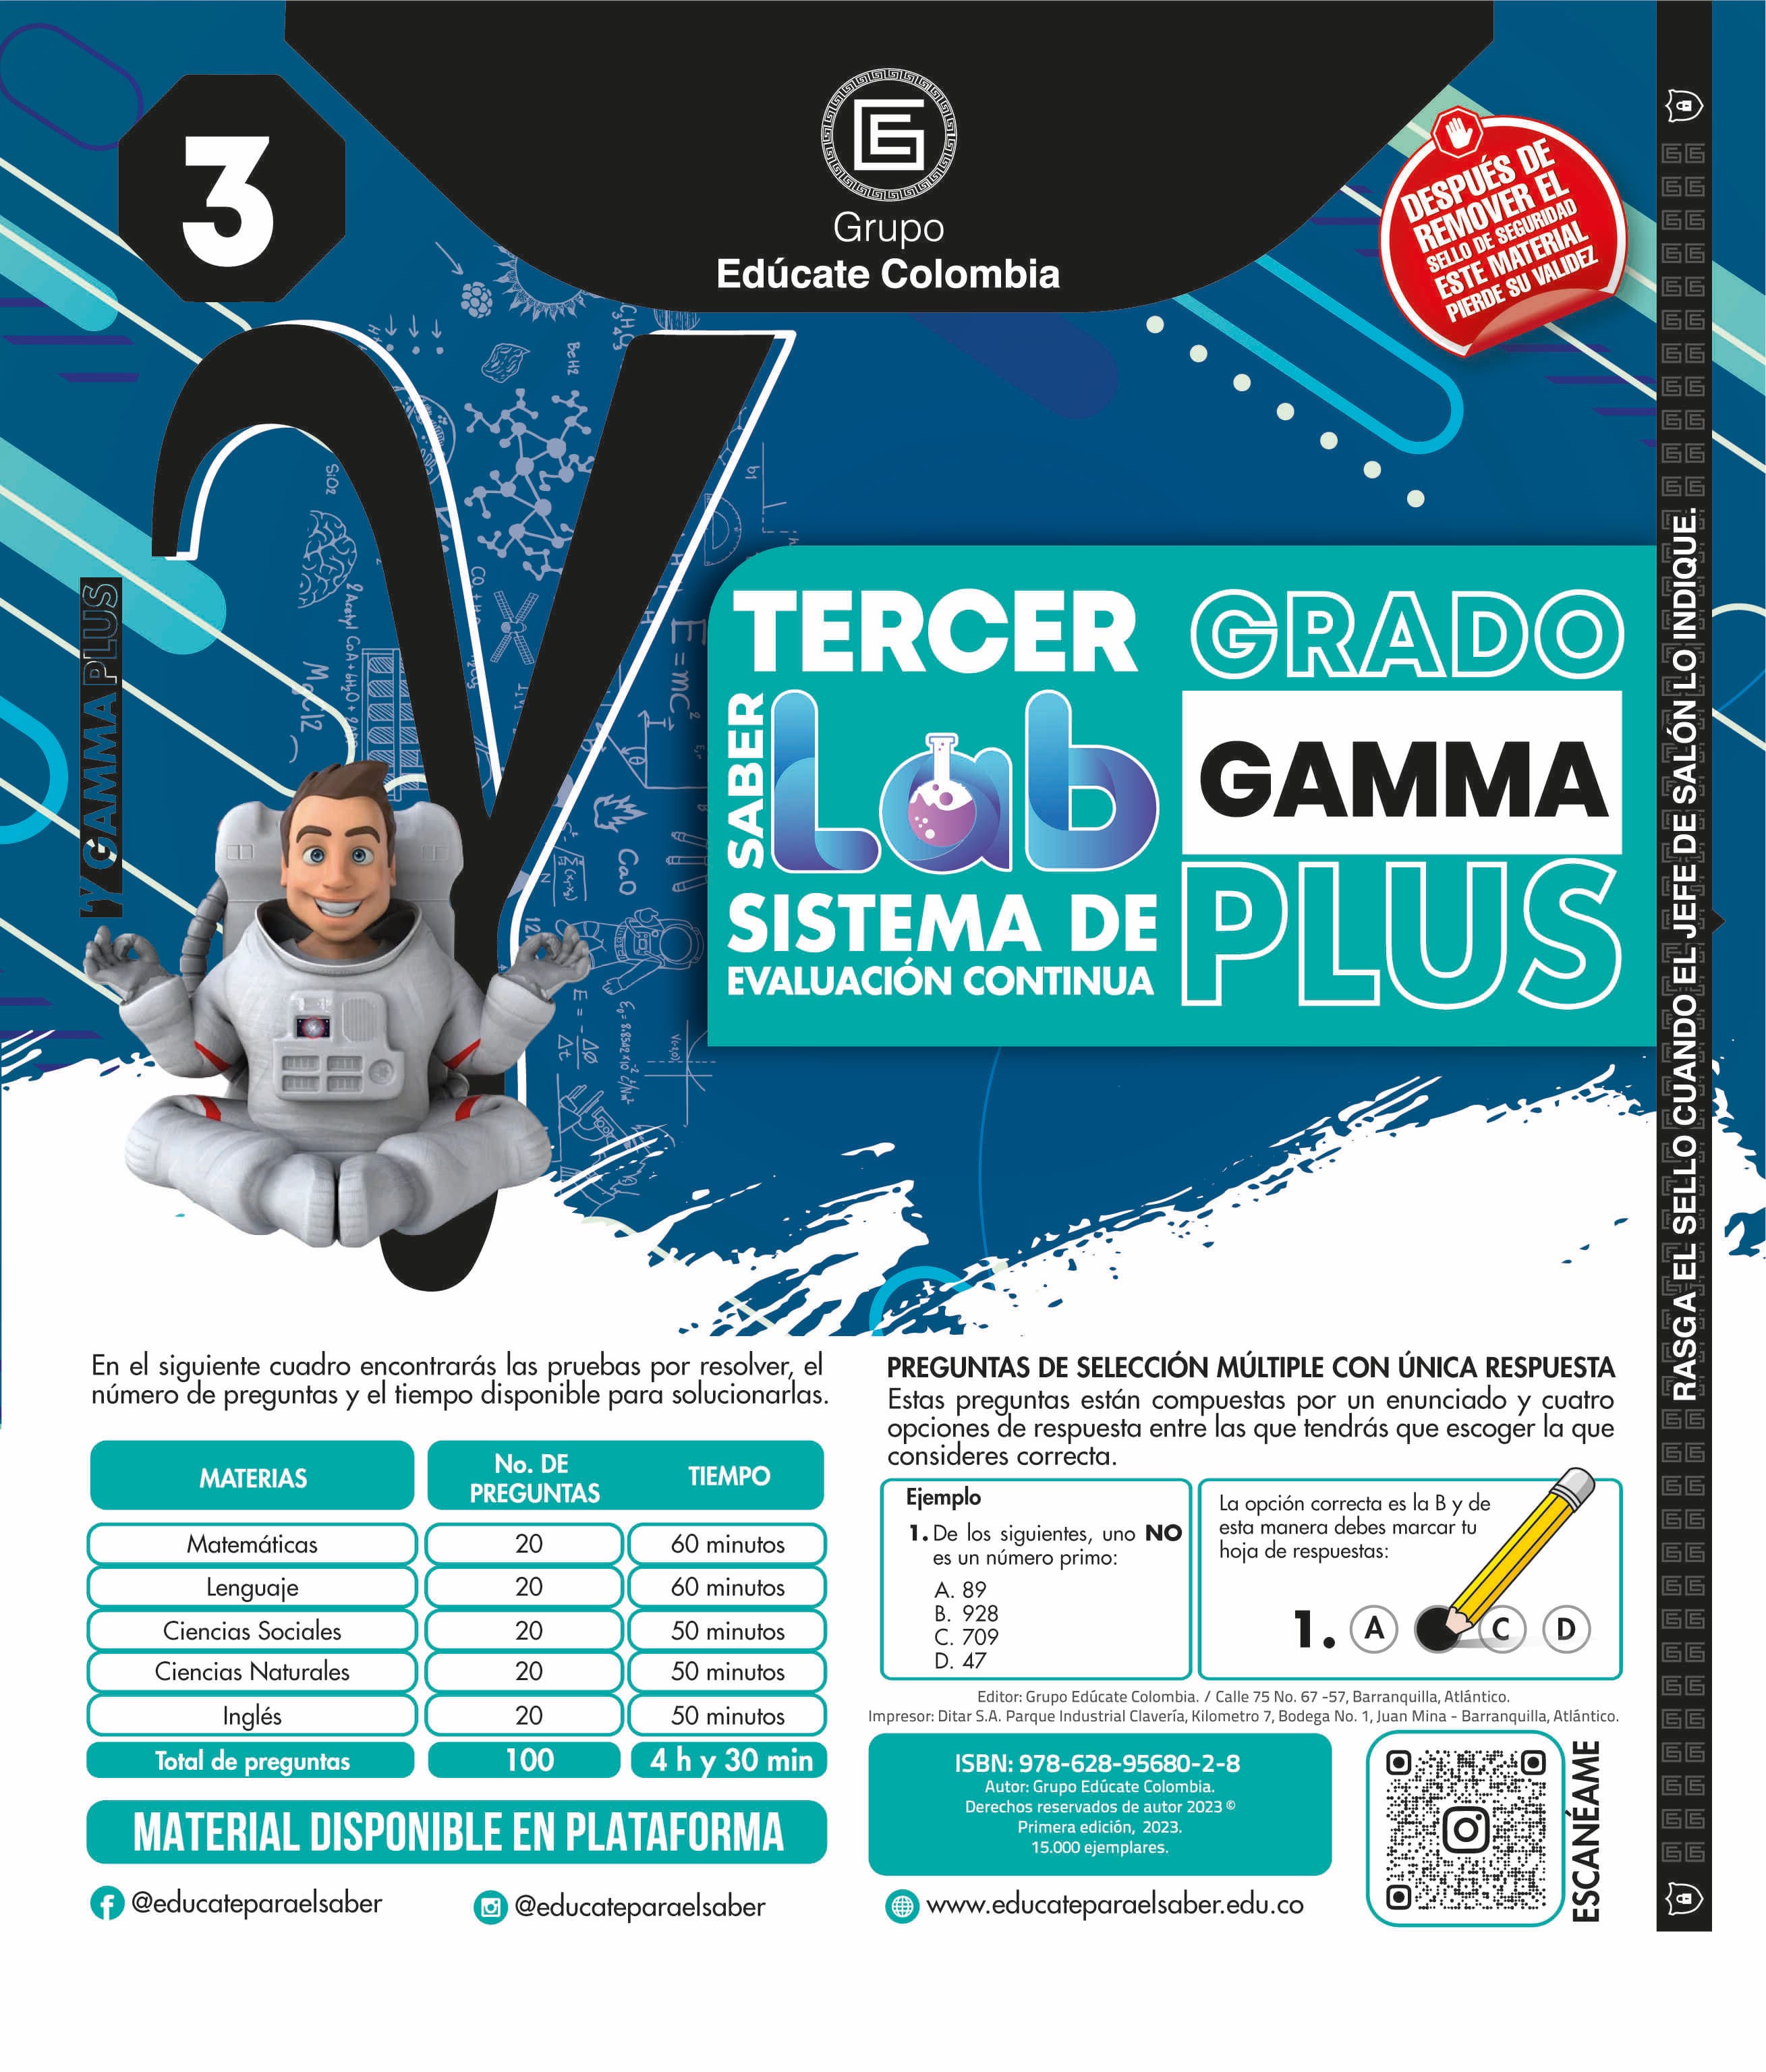 3
Grupo
Edúcate Colombia
DESPUÉS DE
REMOVER EL
SELLO DE SEGURIDAD
ESTE MATERIAL
PIERDE SU VALIDEZ
γ GAMMA PLUS
TERCER GRADO
SABER
Lab
GAMMA
PLUS
SISTEMA DE
EVALUACIÓN CONTINUA
RASGA EL SELLO CUANDO EL JEFE DE SALÓN LO INDIQUE.
SiO2
BeH2
MgCl2
CaO
E=mc²
En el siguiente cuadro encontrarás las pruebas por resolver, el
número de preguntas y el tiempo disponible para solucionarlas.
MATERIAS No. DE PREGUNTAS TIEMPO
Matemáticas 20 60 minutos
Lenguaje 20 60 minutos
Ciencias Sociales 20 50 minutos
Ciencias Naturales 20 50 minutos
Inglés 20 50 minutos
Total de preguntas 100 4 h y 30 min
MATERIAL DISPONIBLE EN PLATAFORMA
@educateparaelsaber
@educateparaelsaber
PREGUNTAS DE SELECCIÓN MÚLTIPLE CON ÚNICA RESPUESTA
Estas preguntas están compuestas por un enunciado y cuatro
opciones de respuesta entre las que tendrás que escoger la que
consideres correcta.
Ejemplo
1. De los siguientes, uno NO
es un número primo:
A. 89
B. 928
C. 709
D. 47
La opción correcta es la B y de
esta manera debes marcar tu
hoja de respuestas:
1. A C D
Editor: Grupo Edúcate Colombia. / Calle 75 No. 67 -57, Barranquilla, Atlántico.
Impresor: Ditar S.A. Parque Industrial Clavería, Kilometro 7, Bodega No. 1, Juan Mina - Barranquilla, Atlántico.
ISBN: 978-628-95680-2-8
Autor: Grupo Edúcate Colombia.
Derechos reservados de autor 2023 ©
Primera edición, 2023.
15.000 ejemplares.
www.educateparaelsaber.edu.co
ESCANÉAME